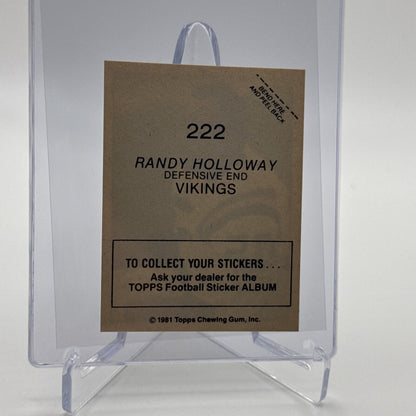 BEND HERE
AND PEEL BACK
222
RANDY HOLLOWAY
DEFENSIVE END
VIKINGS
TO COLLECT YOUR STICKERS...
Ask your dealer for the
TOPPS Football Sticker ALBUM
© 1981 Topps Chewing Gum, Inc.